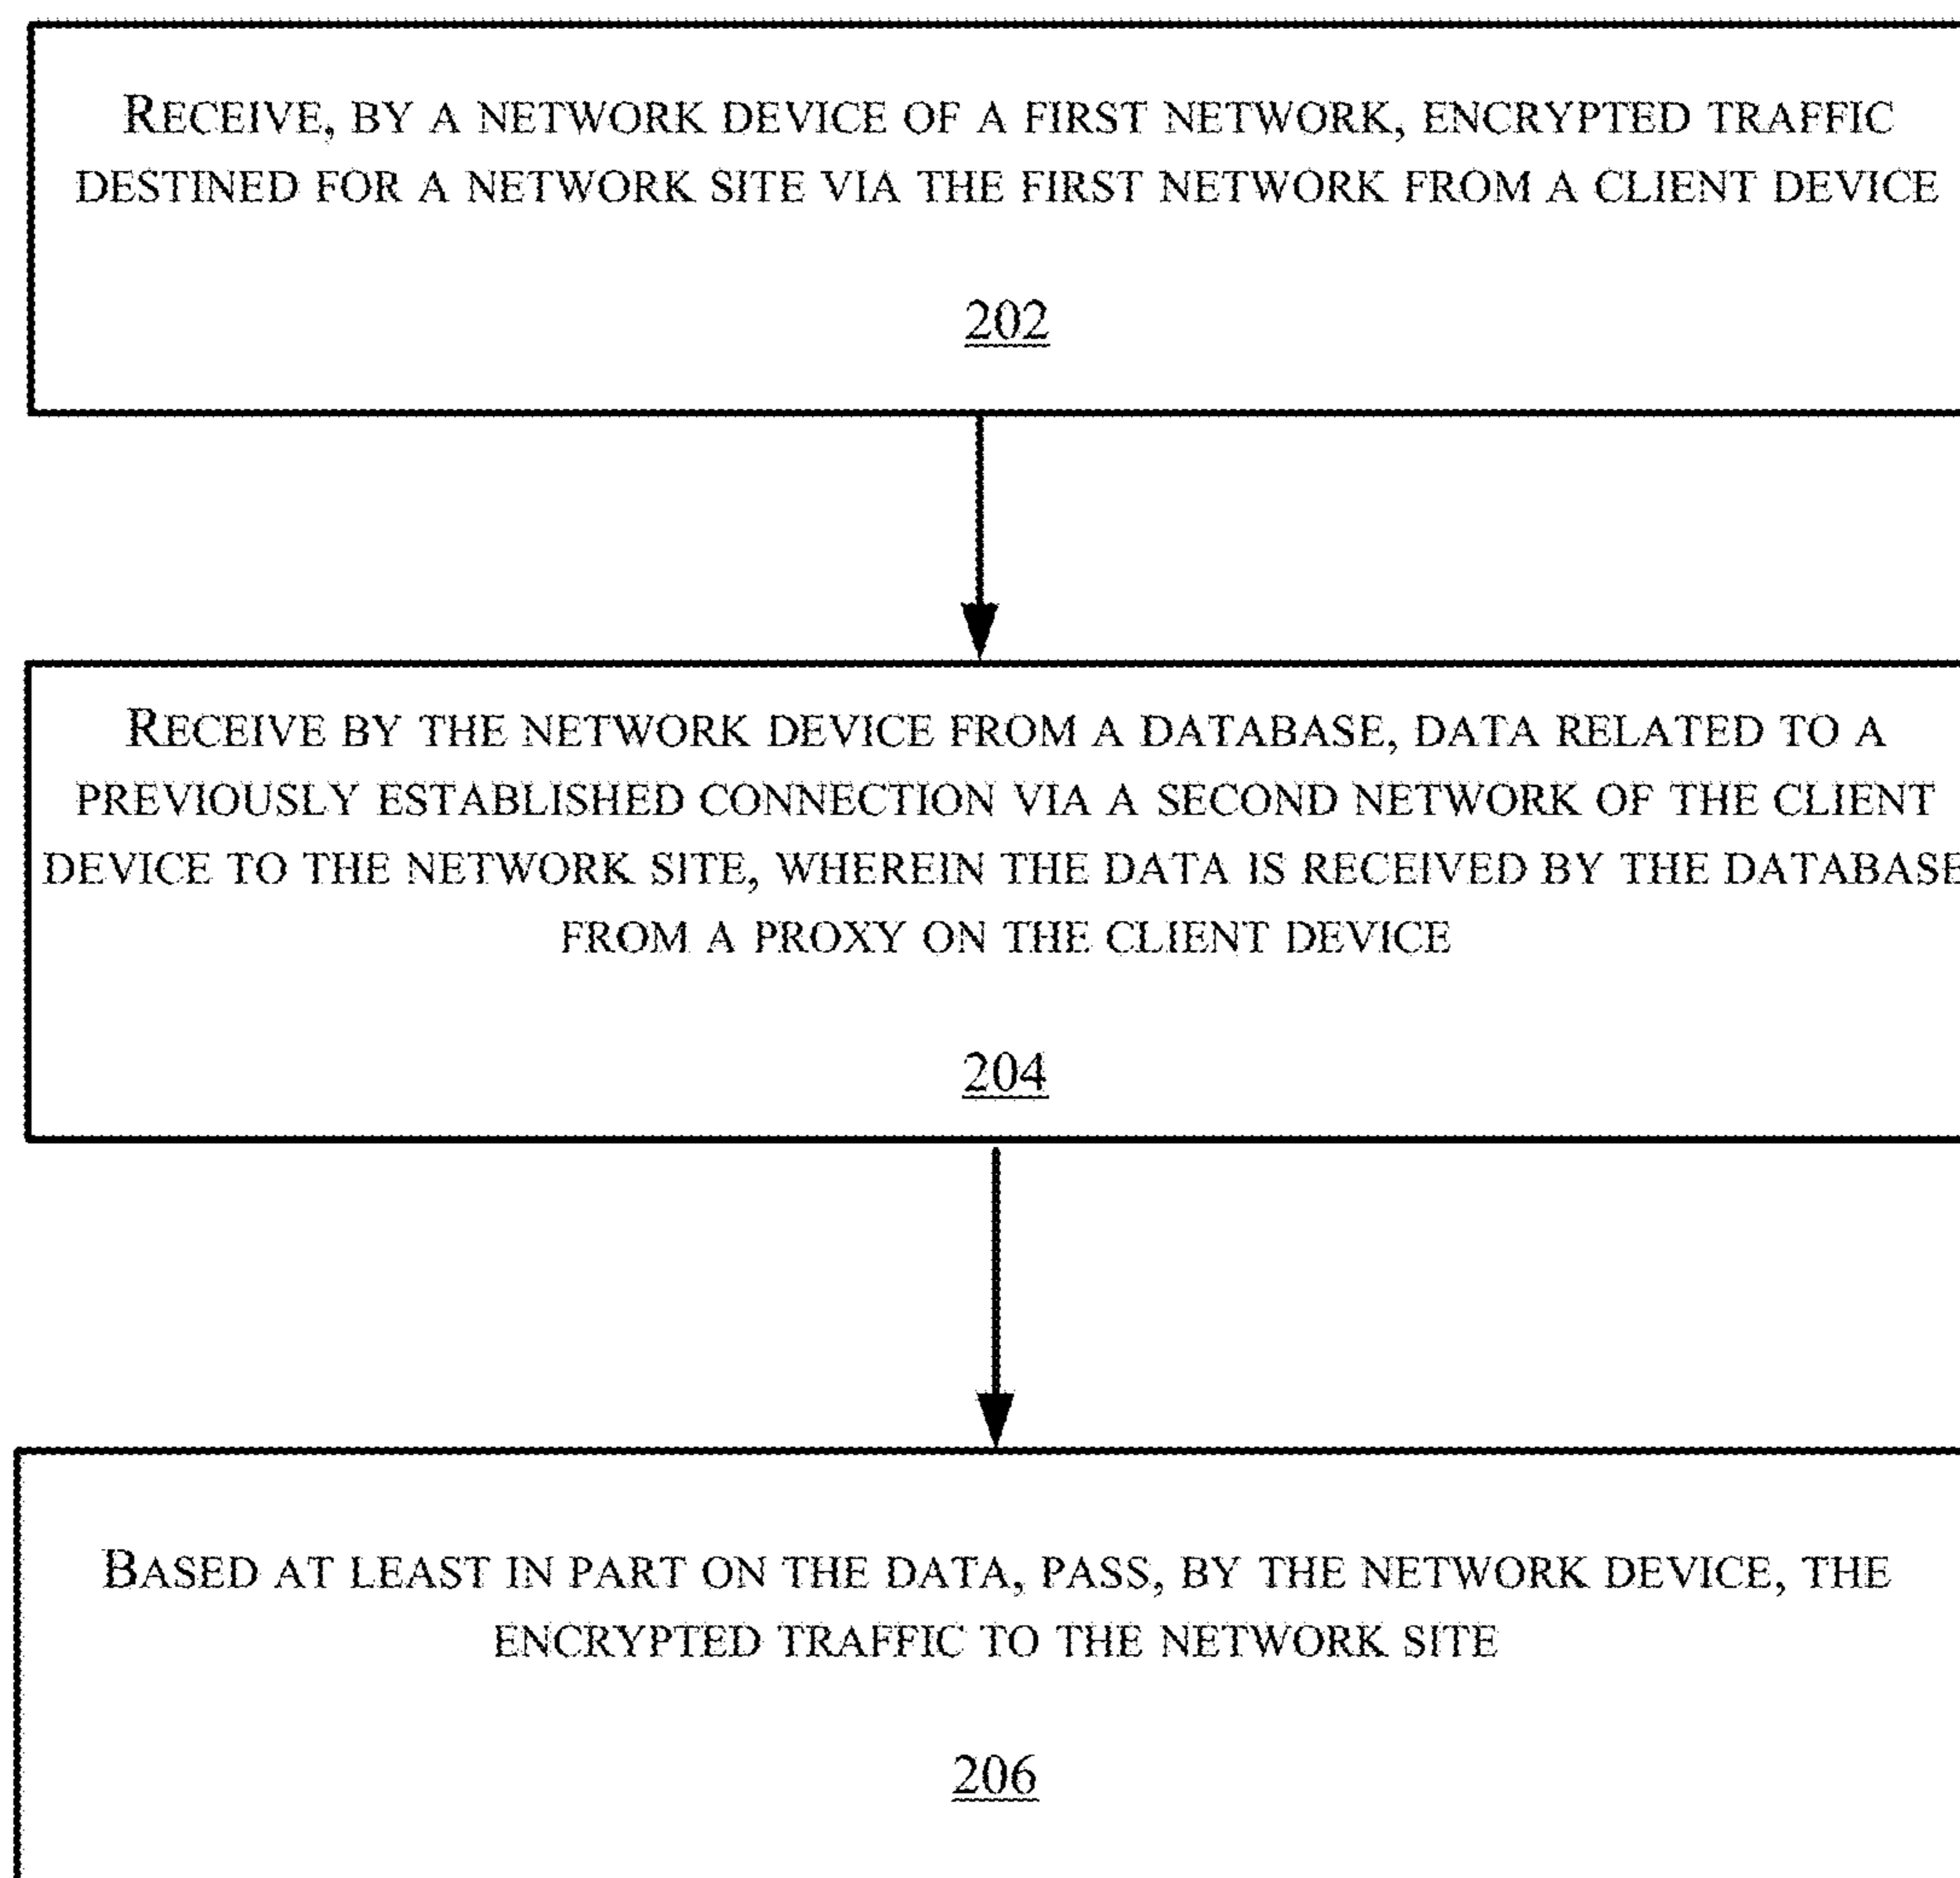 RECEIVE, BY A NETWORK DEVICE OF A FIRST NETWORK, ENCRYPTED TRAFFIC
DESTINED FOR A NETWORK SITE VIA THE FIRST NETWORK FROM A CLIENT DEVICE
202
RECEIVE BY THE NETWORK DEVICE FROM A DATABASE, DATA RELATED TO A
PREVIOUSLY ESTABLISHED CONNECTION VIA A SECOND NETWORK OF THE CLIENT
DEVICE TO THE NETWORK SITE, WHEREIN THE DATA IS RECEIVED BY THE DATABASE
FROM A PROXY ON THE CLIENT DEVICE
204
BASED AT LEAST IN PART ON THE DATA, PASS, BY THE NETWORK DEVICE, THE
ENCRYPTED TRAFFIC TO THE NETWORK SITE
206